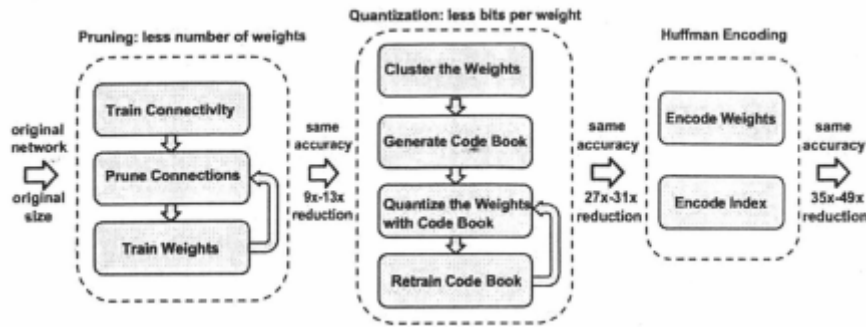 Pruning: less number of weights
Train Connectivity
Prune Connections
Train Weights
original
network
original
size
same
accuracy
9x-13x
reduction
Quantization: less bits per weight
Cluster the Weights
Generate Code Book
Quantize the Weights
with Code Book
Retrain Code Book
same
accuracy
27x-31x
reduction
Huffman Encoding
Encode Weights
Encode Index
same
accuracy
35x-49x
reduction